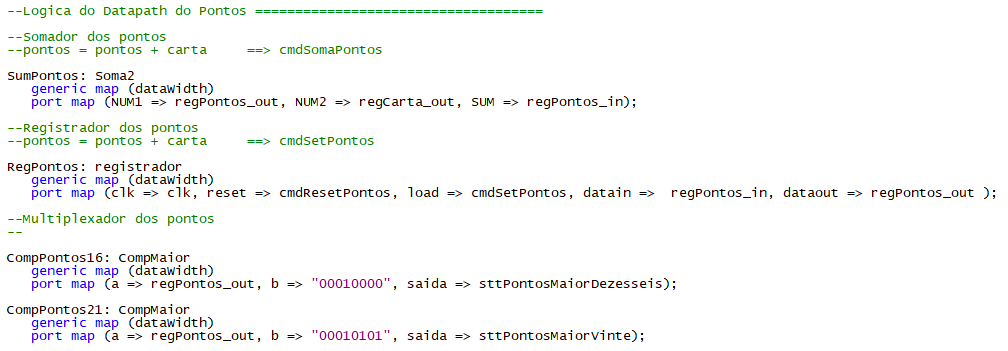 --Logica do Datapath do Pontos ====================================
--Somador dos pontos
--pontos = pontos + carta     ==> cmdSomaPontos
SumPontos: Soma2
   generic map (dataWidth)
   port map (NUM1 => regPontos_out, NUM2 => regCarta_out, SUM => regPontos_in);
--Registrador dos pontos
--pontos = pontos + carta     ==> cmdSetPontos
RegPontos: registrador
   generic map (dataWidth)
   port map (clk => clk, reset => cmdResetPontos, load => cmdSetPontos, datain =>  regPontos_in, dataout => regPontos_out );
--Multiplexador dos pontos
--
CompPontos16: CompMaior
   generic map (dataWidth)
   port map (a => regPontos_out, b => "00010000", saida => sttPontosMaiorDezesseis);
CompPontos21: CompMaior
   generic map (dataWidth)
   port map (a => regPontos_out, b => "00010101", saida => sttPontosMaiorVinte);